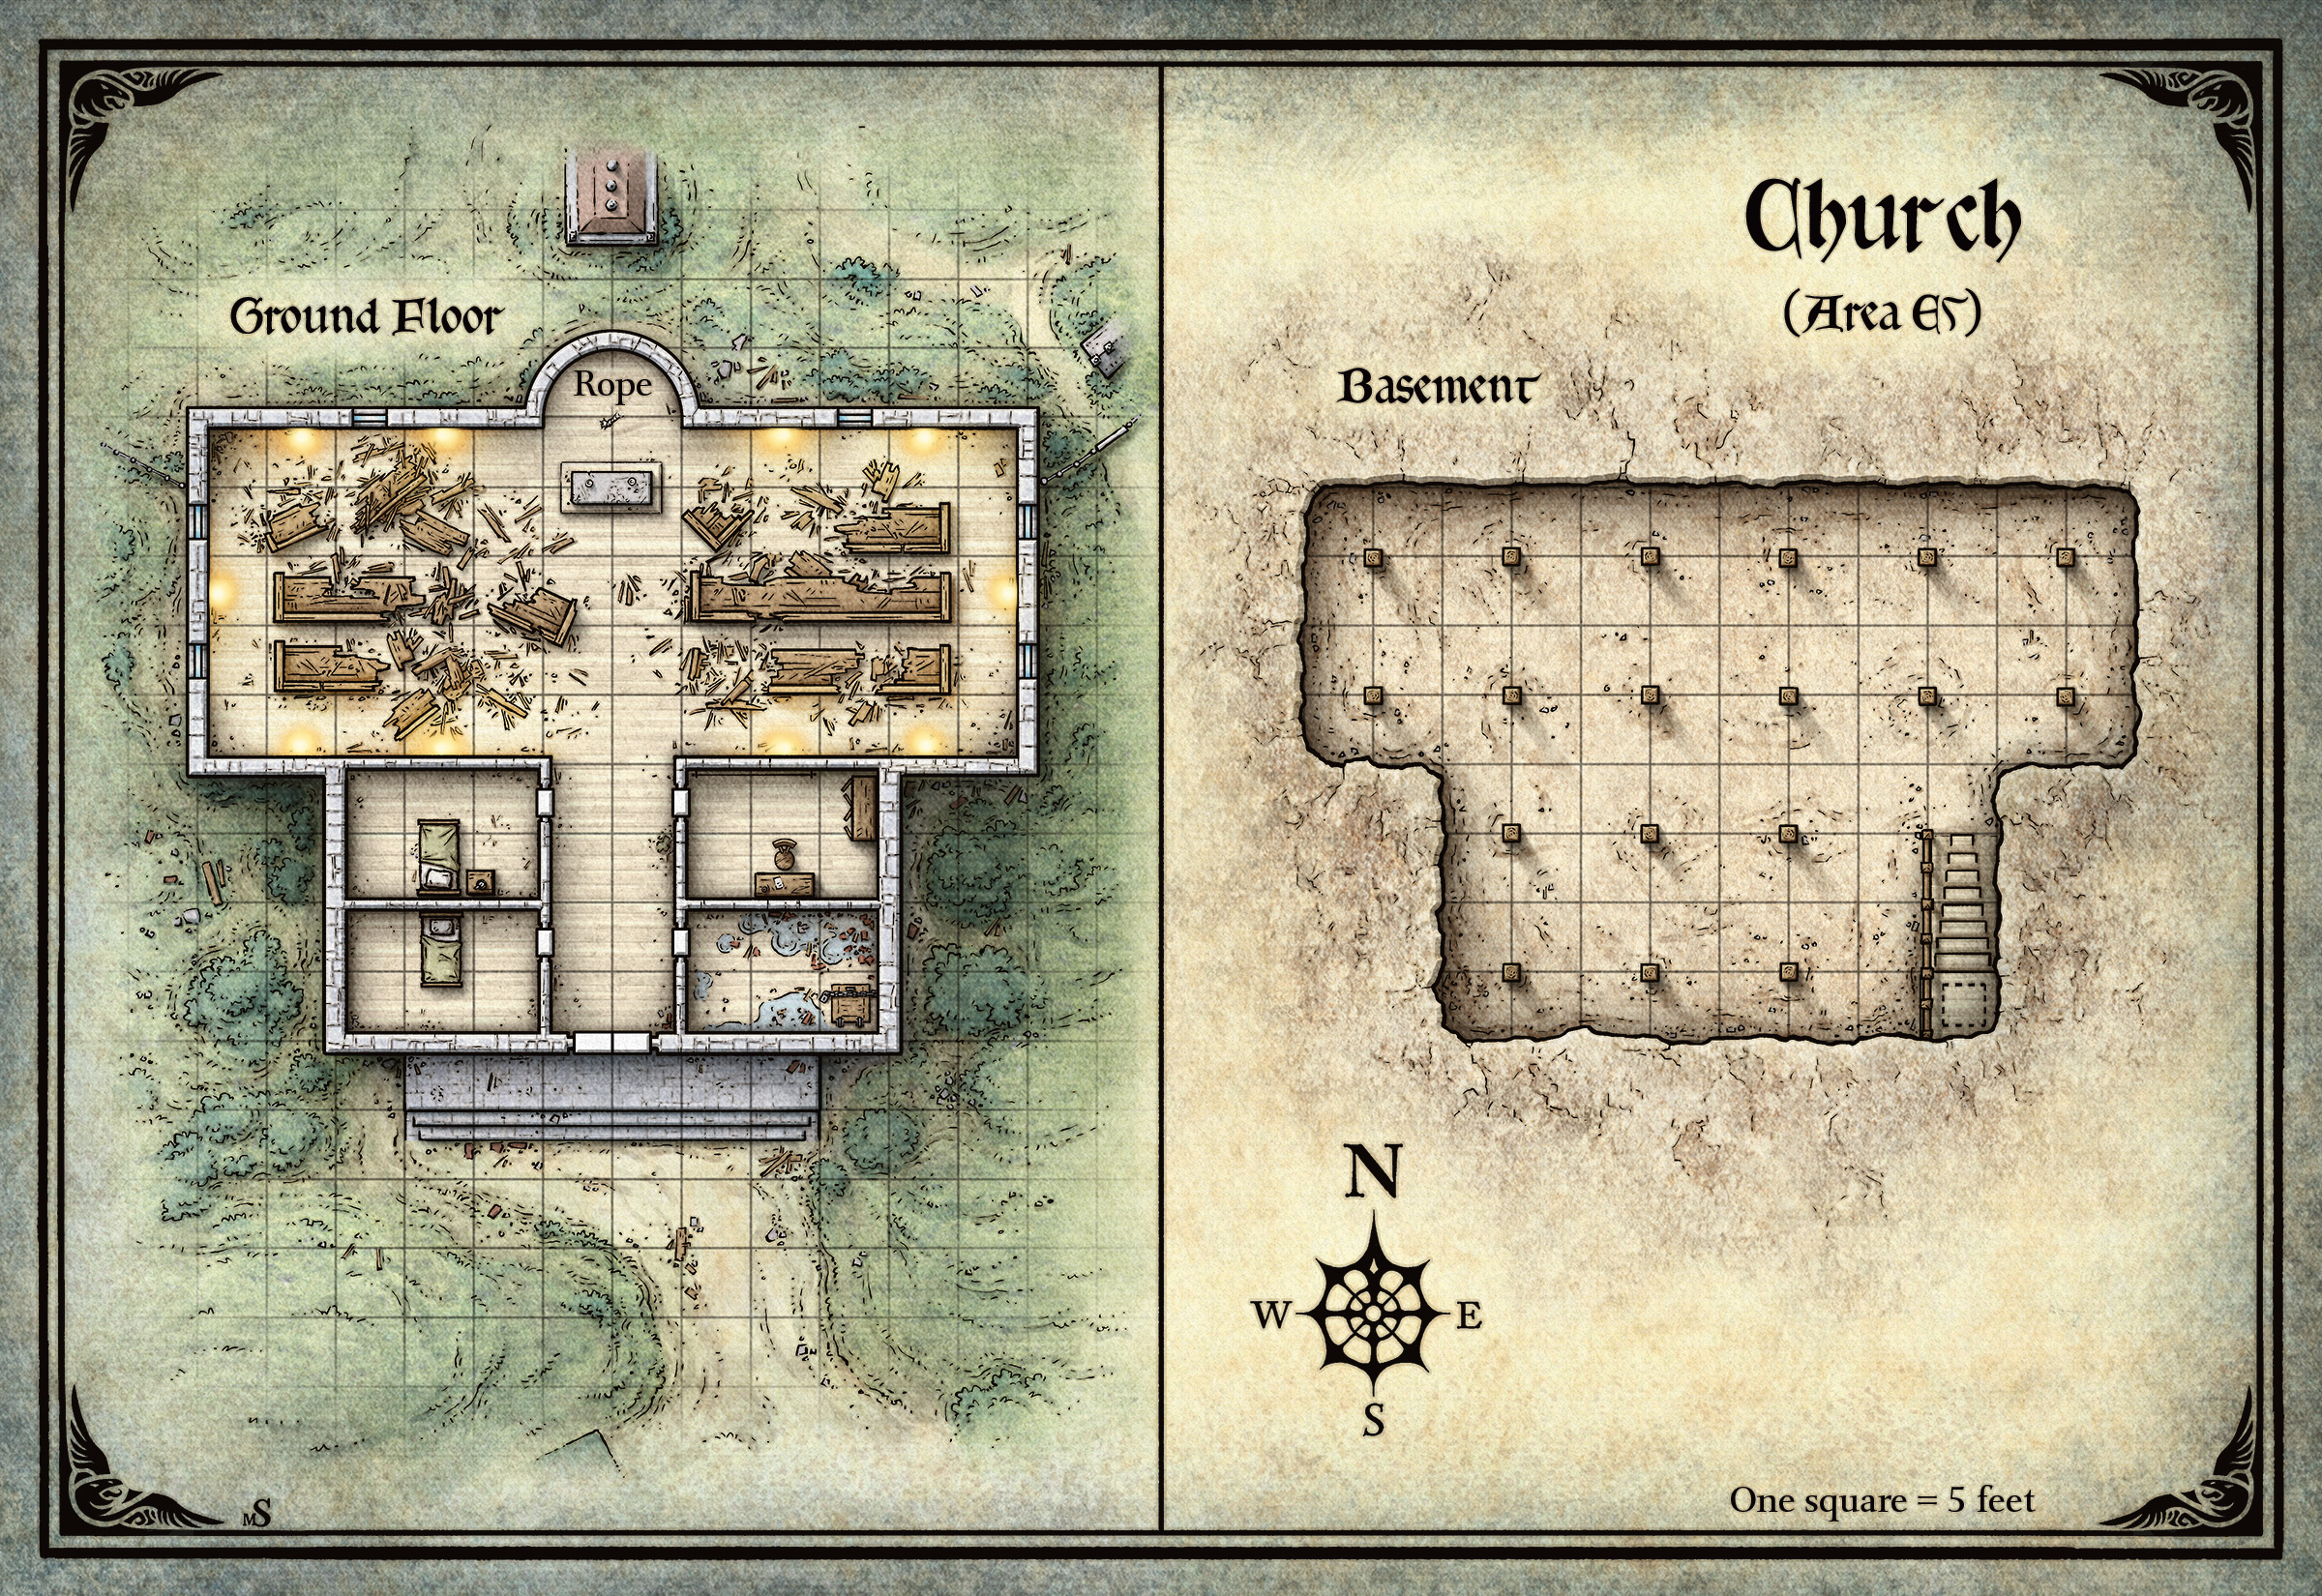 Church
(Area E5)
Ground Floor
Rope
Basement
N
W
E
S
One square = 5 feet
MS